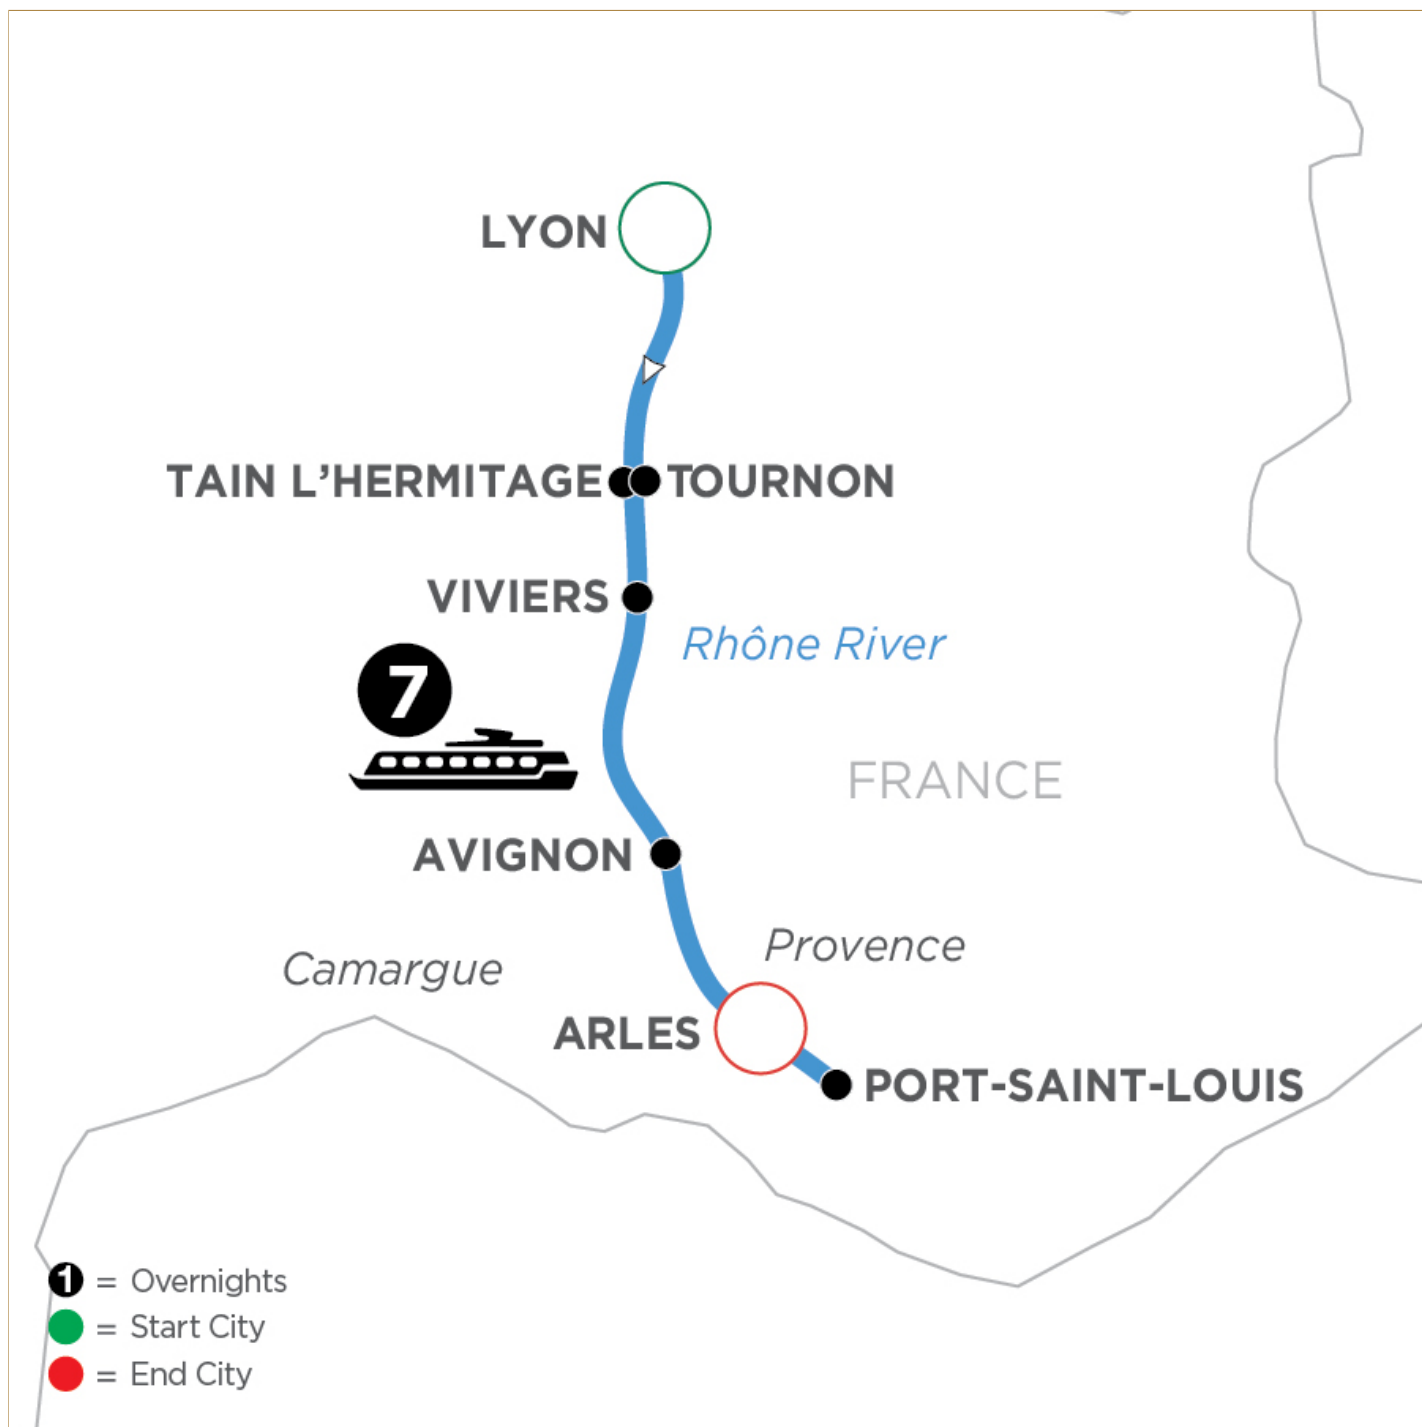 LYON
TAIN L’HERMITAGE
TOURNON
VIVIERS
Rhône River
7
FRANCE
AVIGNON
Provence
Camargue
ARLES
PORT-SAINT-LOUIS
1 = Overnights
= Start City
= End City